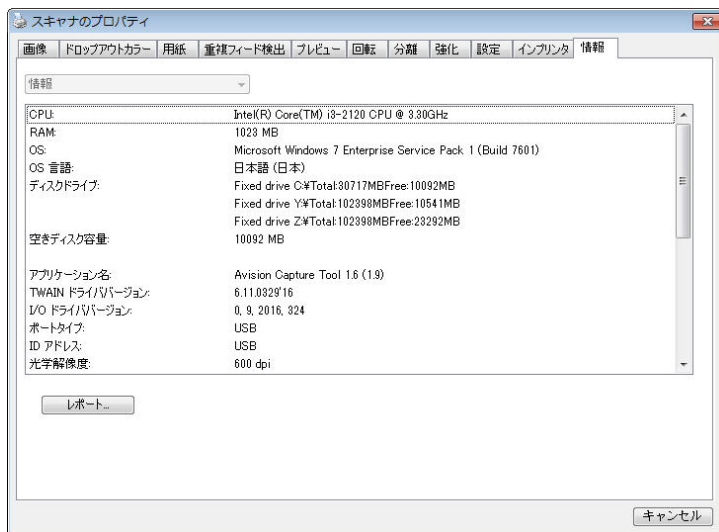 スキャナのプロパティ
画像 ドロップアウトカラー 用紙 重複フィード検出 プレビュー 回転 分離 強化 設定 インプリンタ 情報
情報
CPU: Intel(R) Core(TM) i3-2120 CPU @ 3.30GHz
RAM: 1023 MB
OS: Microsoft Windows 7 Enterprise Service Pack 1 (Build 7601)
OS 言語: 日本語 (日本)
ディスクドライブ: Fixed drive C:¥Total:30717MBFree:10092MB
Fixed drive Y:¥Total:102398MBFree:10541MB
Fixed drive Z:¥Total:102398MBFree:23292MB
空きディスク容量: 10092 MB
アプリケーション名: Avision Capture Tool 1.6 (1.9)
TWAIN ドライババージョン: 6.11.0329'16
I/O ドライババージョン: 0, 9, 2016, 324
ポートタイプ: USB
ID アドレス: USB
光学解像度: 600 dpi
レポート...
キャンセル